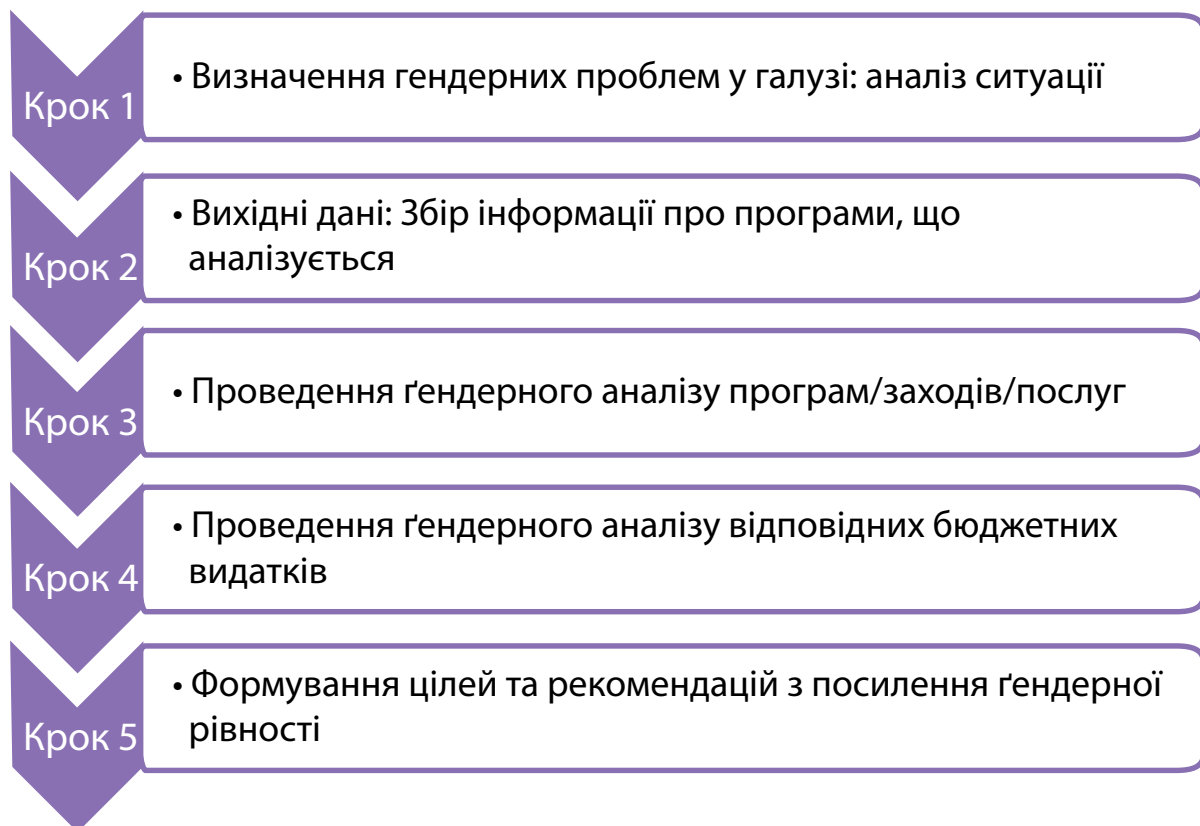 Крок 1
• Визначення гендерних проблем у галузі: аналіз ситуації
Крок 2
• Вихідні дані: Збір інформації про програми, що
аналізується
Крок 3
• Проведення ґендерного аналізу програм/заходів/послуг
Крок 4
• Проведення ґендерного аналізу відповідних бюджетних
видатків
Крок 5
• Формування цілей та рекомендацій з посилення ґендерної
рівності